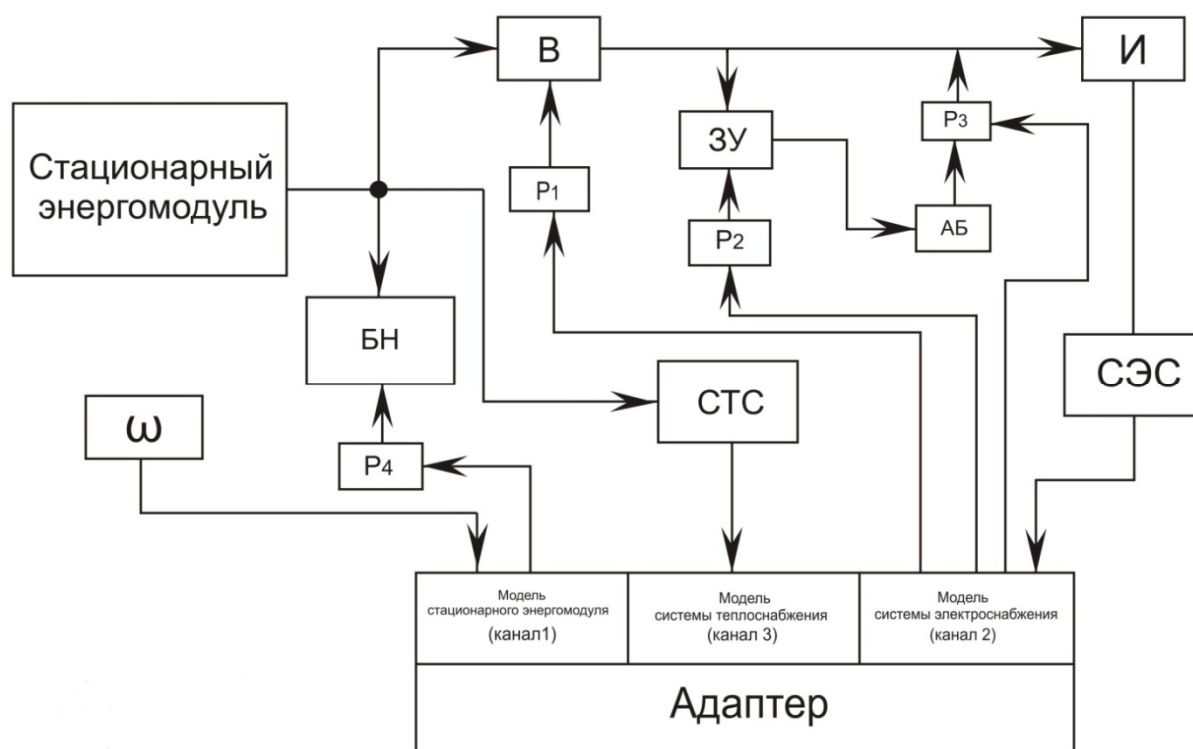 В
И
Р3
ЗУ
Стационарный
энергомодуль
Р1
Р2
АБ
БН
СЭС
СТС
ω
Р4
Модель
стационарного энергомодуля
(канал1)
Модель
системы теплоснабжения
(канал 3)
Модель
системы электроснабжения
(канал 2)
Адаптер